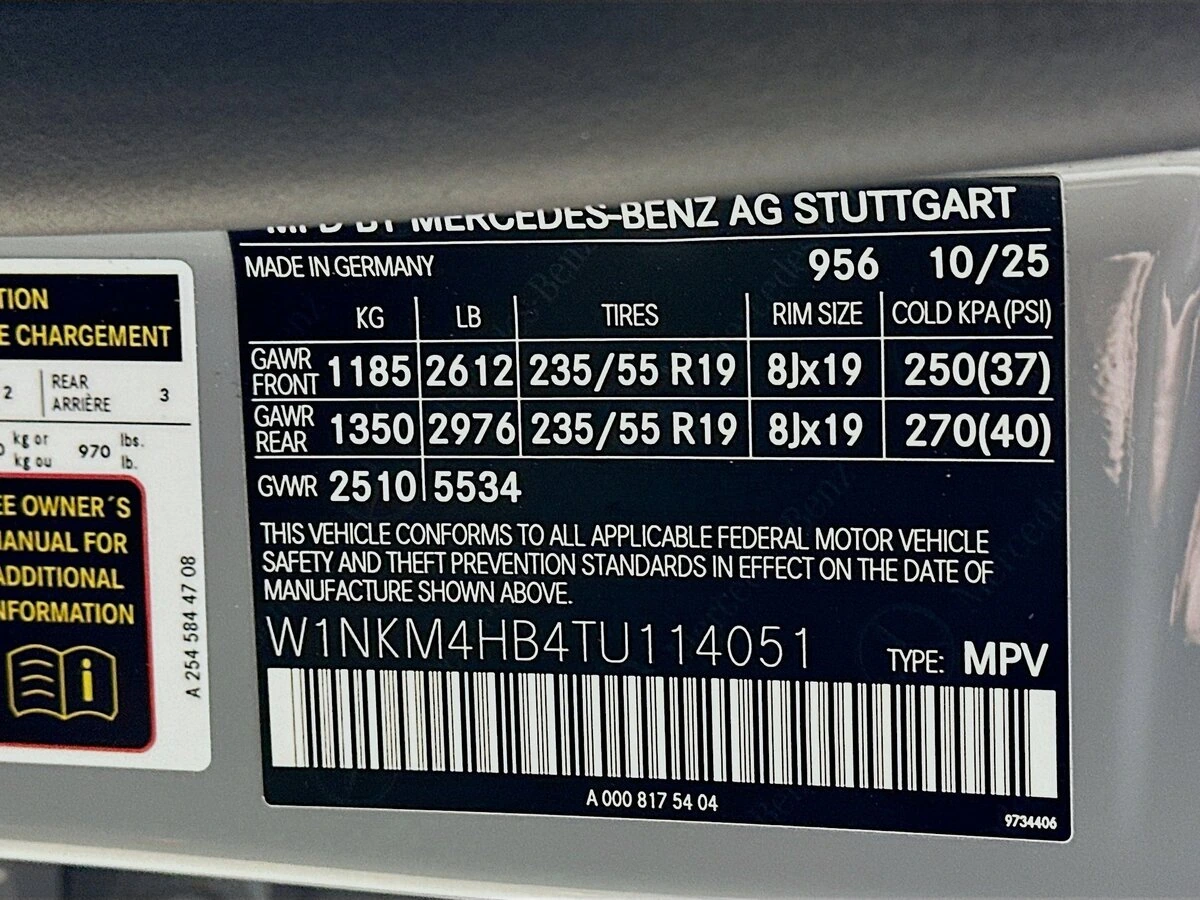 TION
E CHARGEMENT
2 REAR ARRIÈRE 3
kg or
kg ou
970 lbs.
lb.
EE OWNER´S
MANUAL FOR
ADDITIONAL
NFORMATION
A 254 584 47 08
MFD BY MERCEDES-BENZ AG STUTTGART
MADE IN GERMANY 956 10/25
KG LB TIRES RIM SIZE COLD KPA (PSI)
GAWR FRONT 1185 2612 235/55 R19 8Jx19 250(37)
GAWR REAR 1350 2976 235/55 R19 8Jx19 270(40)
GVWR 2510 5534
THIS VEHICLE CONFORMS TO ALL APPLICABLE FEDERAL MOTOR VEHICLE
SAFETY AND THEFT PREVENTION STANDARDS IN EFFECT ON THE DATE OF
MANUFACTURE SHOWN ABOVE.
W1NKM4HB4TU114051 TYPE: MPV
A 000 817 54 04
9734406